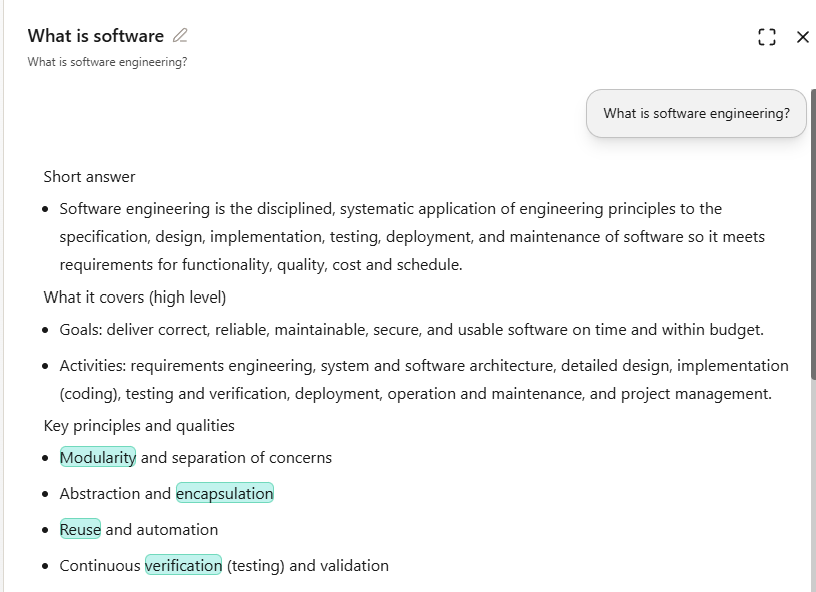 What is software
What is software engineering?
What is software engineering?
Short answer
• Software engineering is the disciplined, systematic application of engineering principles to the
specification, design, implementation, testing, deployment, and maintenance of software so it meets
requirements for functionality, quality, cost and schedule.
What it covers (high level)
• Goals: deliver correct, reliable, maintainable, secure, and usable software on time and within budget.
• Activities: requirements engineering, system and software architecture, detailed design, implementation
(coding), testing and verification, deployment, operation and maintenance, and project management.
Key principles and qualities
• Modularity and separation of concerns
• Abstraction and encapsulation
• Reuse and automation
• Continuous verification (testing) and validation